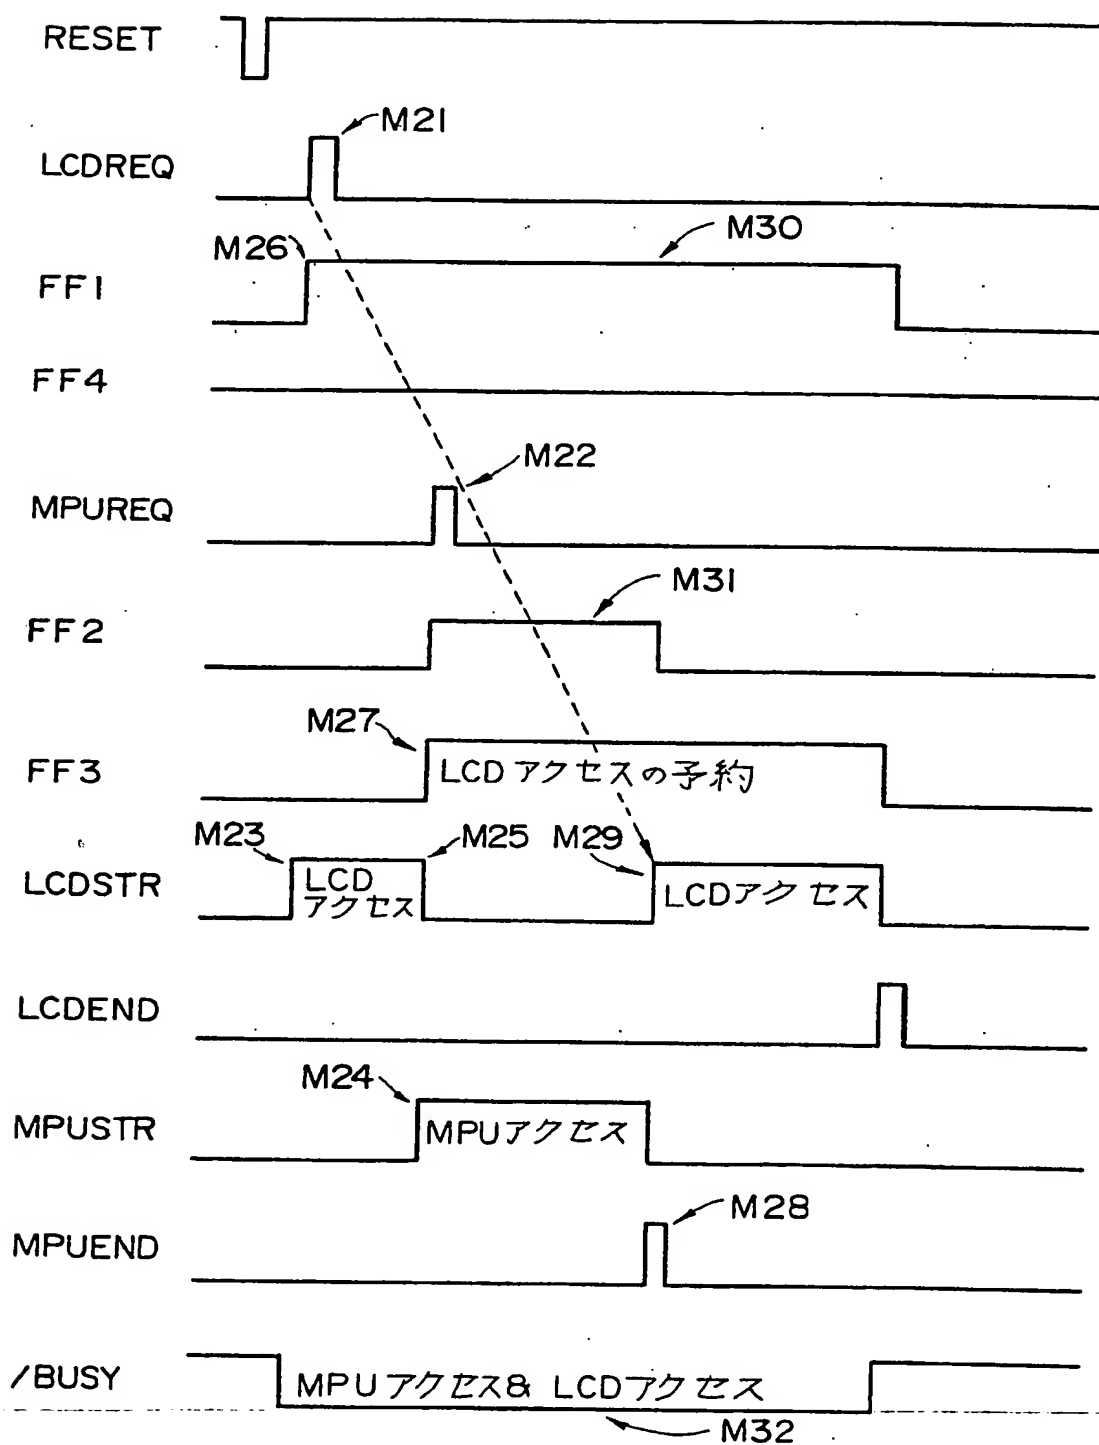 RESET
M21
LCDREQ
M30
M26
FF1
FF4
M22
MPUREQ
M31
FF2
M27
FF3
LCDアクセスの予約
M23
M25
M29
LCDSTR
LCD
アクセス
LCDアクセス
LCDEND
M24
MPUSTR
MPUアクセス
M28
MPUEND
/BUSY
MPUアクセス& LCDアクセス
M32